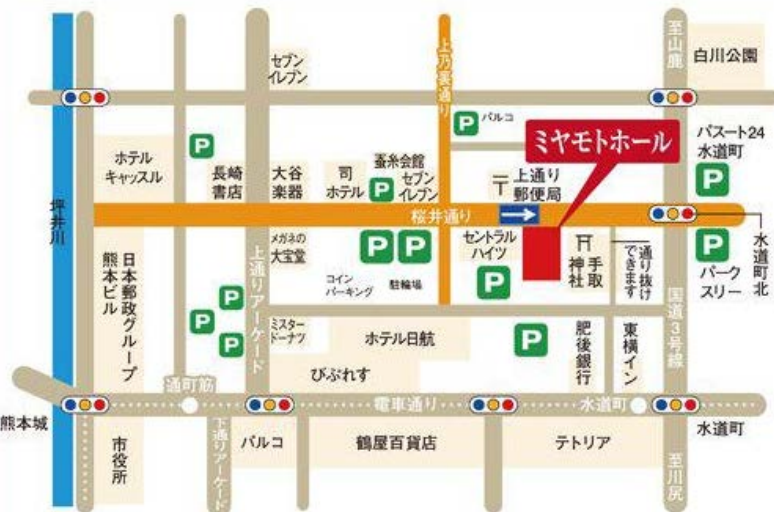 至山鹿
白川公園
上乃裏通り
セブン
イレブン
P
パルコ
ミヤモトホール
パスート24
水道町
P
ホテル
キャッスル
P
長崎
書店
大谷
楽器
司
ホテル
蚕糸会館
P
セブン
イレブン
〒
上通り
郵便局
坪井川
桜井通り
→
水道町北
日本郵政グループ
熊本ビル
メガネの
大宝堂
上通りアーケード
P
P
コイン
パーキング
駐輪場
セントラル
ハイツ
P
手取
神社
通り抜け
できます
P
パーク
スリー
国道3号線
P
P
P
ミスター
ドーナツ
ホテル日航
P
肥後
銀行
東横イン
びぷれす
通町筋
電車通り
水道町
熊本城
水道町
市役所
下通りアーケード
パルコ
鶴屋百貨店
テトリア
至川尻